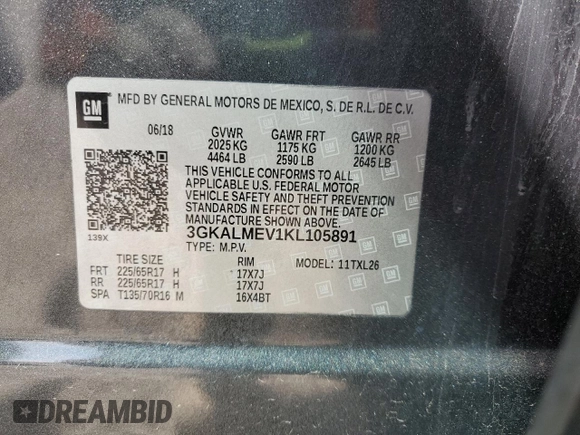 GM
MFD BY GENERAL MOTORS DE MEXICO, S. DE R.L. DE C.V.
06/18 GVWR GAWR FRT GAWR RR
2025 KG 1175 KG 1200 KG
4464 LB 2590 LB 2645 LB
THIS VEHICLE CONFORMS TO ALL
APPLICABLE U.S. FEDERAL MOTOR
VEHICLE SAFETY AND THEFT PREVENTION
STANDARDS IN EFFECT ON THE DATE OF
MANUFACTURE SHOWN ABOVE.
139X
3GKALMEV1KL105891
TYPE: M.P.V.
TIRE SIZE RIM MODEL: 11TXL26
FRT 225/65R17 H 17X7J
RR 225/65R17 H 17X7J
SPA T135/70R16 M 16X4BT
DREAMBID